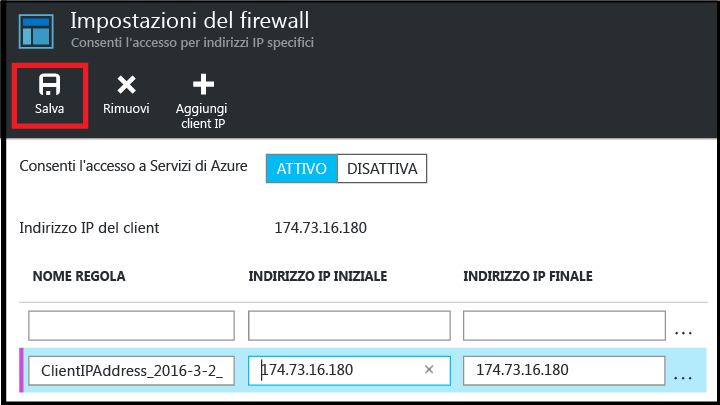 Impostazioni del firewall
Consenti l'accesso per indirizzi IP specifici
Salva Rimuovi Aggiungi
client IP
Consenti l'accesso a Servizi di Azure ATTIVO DISATTIVA
Indirizzo IP del client 174.73.16.180
NOME REGOLA INDIRIZZO IP INIZIALE INDIRIZZO IP FINALE
...
ClientIPAddress_2016-3-2_ 174.73.16.180 × 174.73.16.180 ...